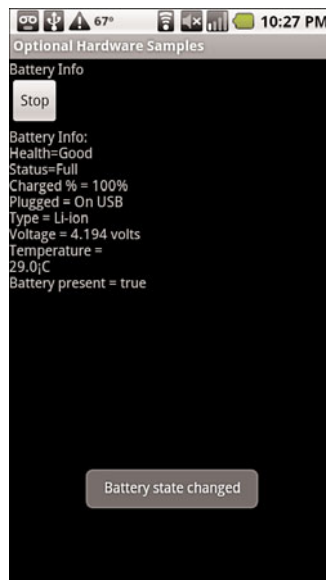 67°
10:27 PM
Optional Hardware Samples
Battery Info
Stop
Battery Info:
Health=Good
Status=Full
Charged % = 100%
Plugged = On USB
Type = Li-ion
Voltage = 4.194 volts
Temperature =
29.0¡C
Battery present = true
Battery state changed